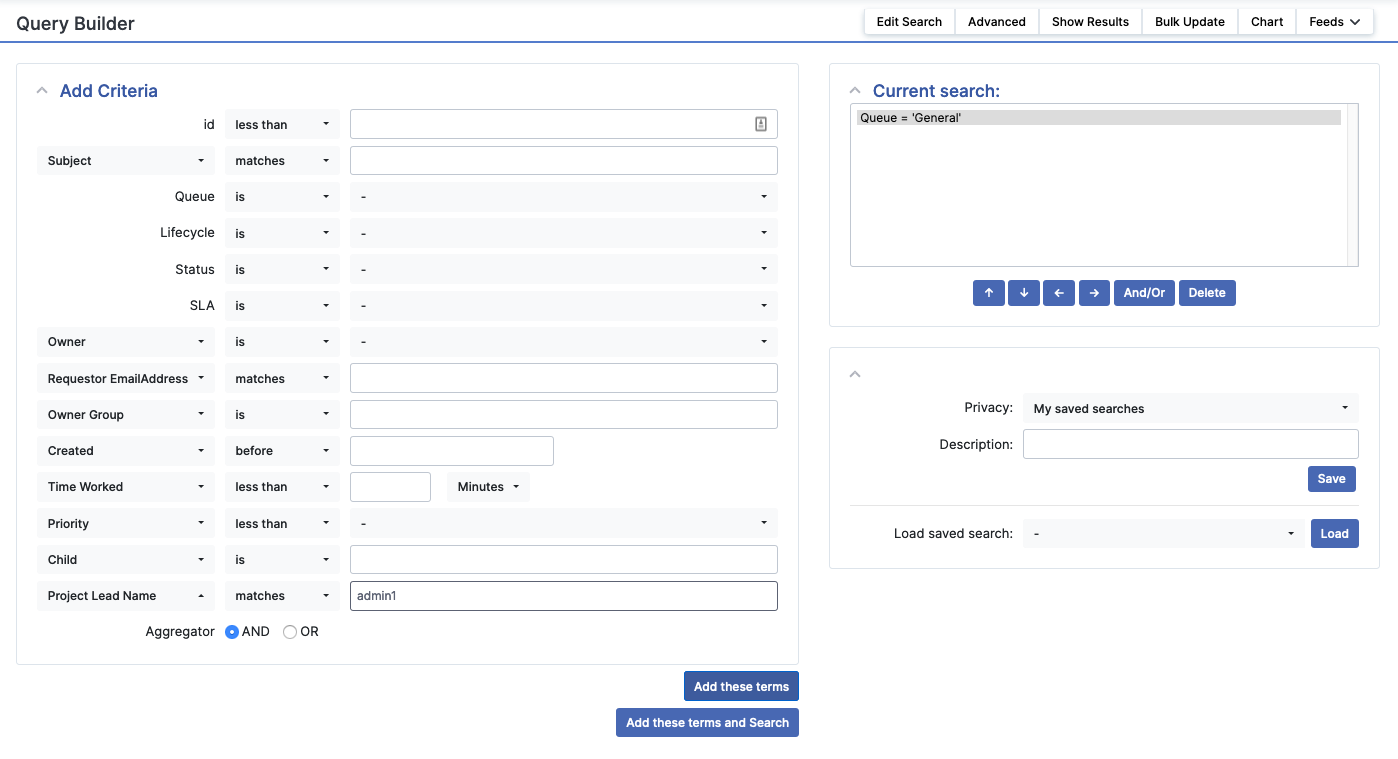 Query Builder
Edit Search Advanced Show Results Bulk Update Chart Feeds
Add Criteria
id less than
Subject matches
Queue is -
Lifecycle is -
Status is -
SLA is -
Owner is -
Requestor EmailAddress matches
Owner Group is
Created before
Time Worked less than Minutes
Priority less than -
Child is
Project Lead Name matches admin1
Aggregator AND OR
Add these terms
Add these terms and Search
Current search:
Queue = 'General'
And/Or Delete
Privacy: My saved searches
Description:
Save
Load saved search: - Load